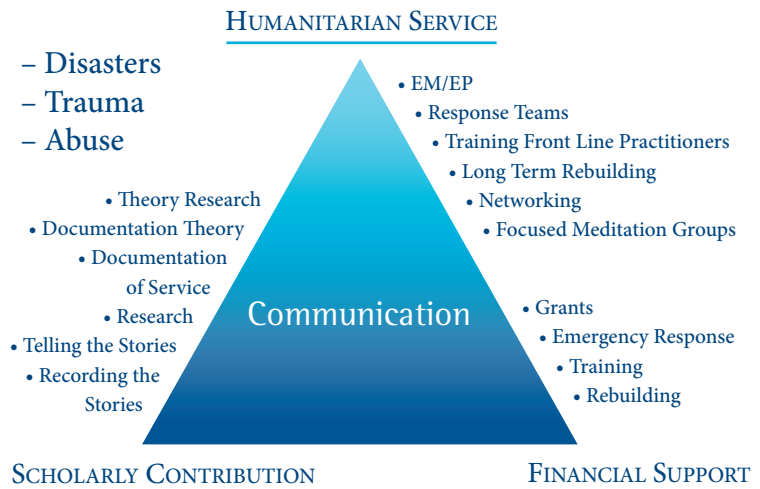 HUMANITARIAN SERVICE
– Disasters
– Trauma
– Abuse
• EM/EP
• Response Teams
• Training Front Line Practitioners
• Long Term Rebuilding
• Networking
• Focused Meditation Groups
• Theory Research
• Documentation Theory
• Documentation
of Service
• Research
• Telling the Stories
• Recording the
Stories
Communication
• Grants
• Emergency Response
• Training
• Rebuilding
SCHOLARLY CONTRIBUTION
FINANCIAL SUPPORT